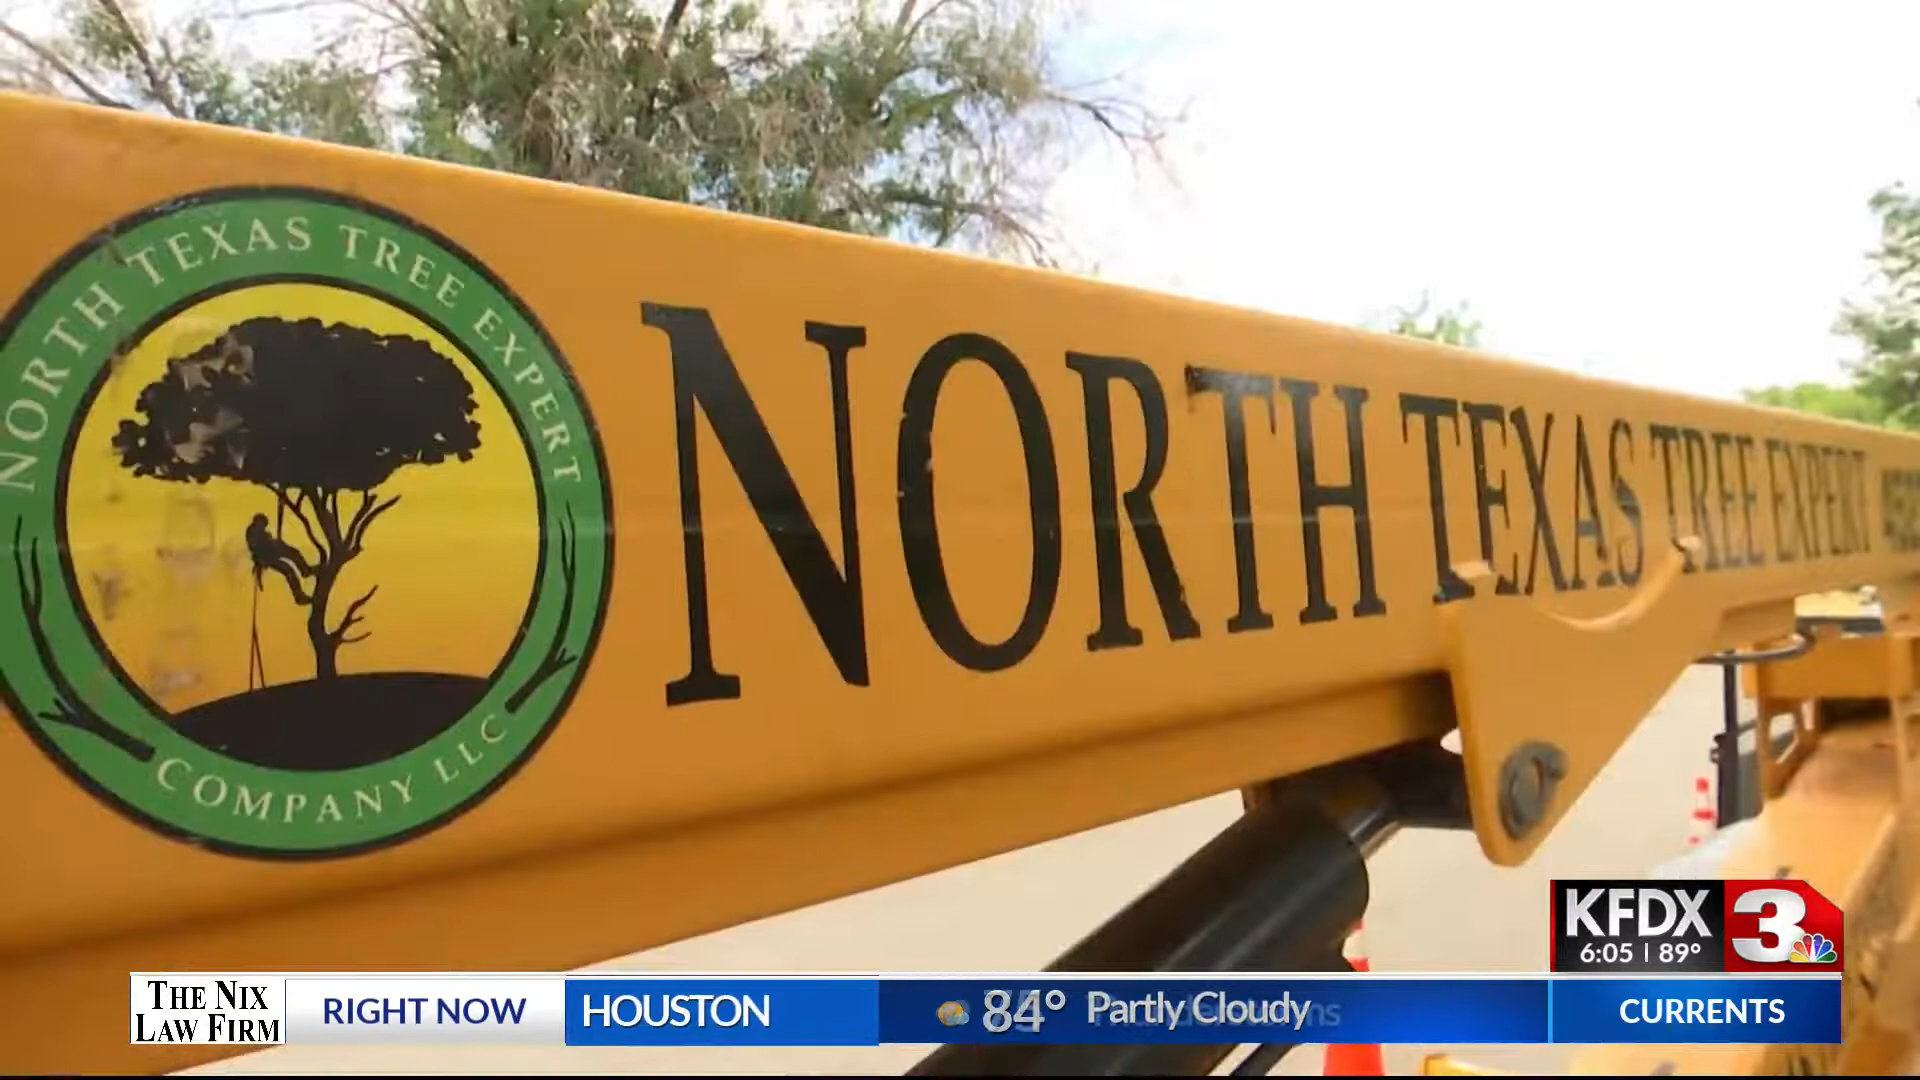 NORTH TEXAS TREE EXPERT
COMPANY LLC
NORTH TEXAS TREE EXPERT
KFDX 3
6:05 | 89°
THE NIX
LAW FIRM
RIGHT NOW
HOUSTON
84° Partly Cloudy
CURRENTS